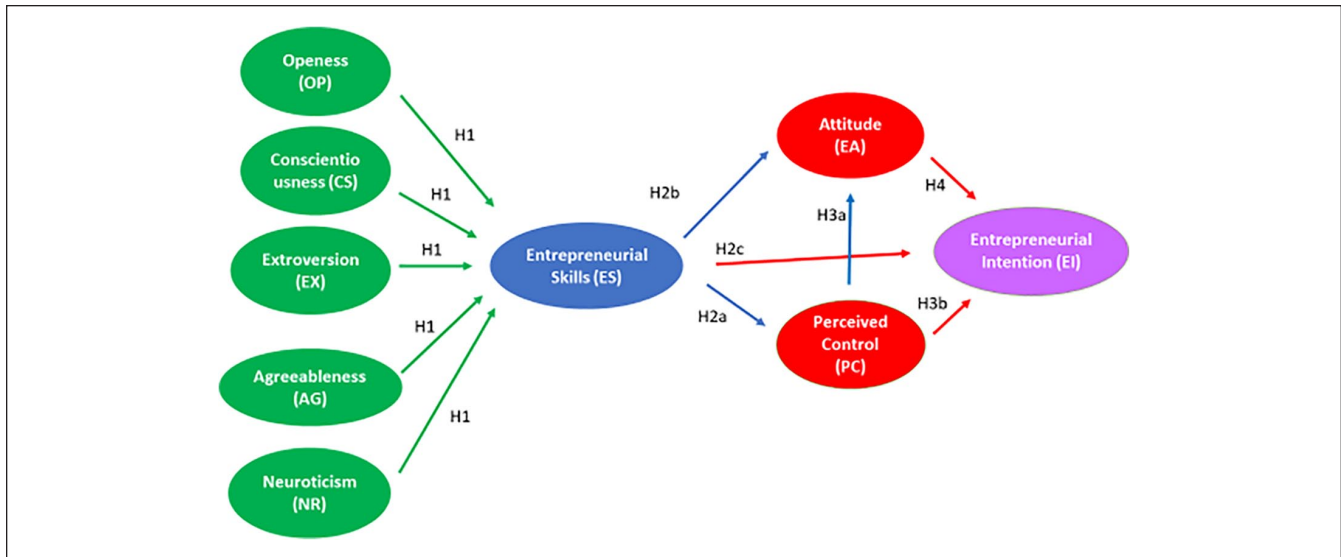 Openess
(OP)
H1
Conscientio
usness (CS)
H1
Extroversion
(EX)
H1
Agreeableness
(AG)
H1
Neuroticism
(NR)
H1
Entrepreneurial
Skills (ES)
H2b
H2c
H2a
Attitude
(EA)
H3a
Perceived
Control
(PC)
H4
H3b
Entrepreneurial
Intention (EI)